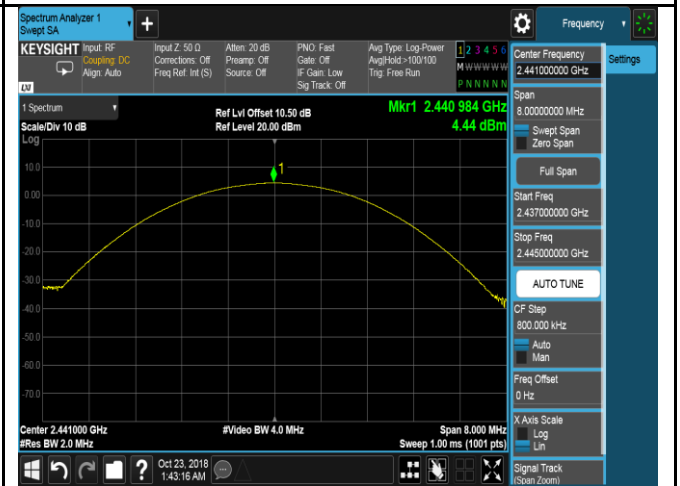 Spectrum Analyzer 1
Swept SA
Frequency
KEYSIGHT
Input: RF
Coupling: DC
Align: Auto
Input Z: 50 Ω
Corrections: Off
Freq Ref: Int (S)
Atten: 20 dB
Preamp: Off
Source: Off
PNO: Fast
Gate: Off
IF Gain: Low
Sig Track: Off
Avg Type: Log-Power
Avg|Hold:>100/100
Trig: Free Run
1 2 3 4 5 6
M W W W W W
P N N N N N
LXI
1 Spectrum
Scale/Div 10 dB
Log
Ref Lvl Offset 10.50 dB
Ref Level 20.00 dBm
Mkr1 2.440 984 GHz
4.44 dBm
1
10.0
0.00
-10.0
-20.0
-30.0
-40.0
-50.0
-60.0
-70.0
Center 2.441000 GHz
#Res BW 2.0 MHz
#Video BW 4.0 MHz
Span 8.000 MHz
Sweep 1.00 ms (1001 pts)
Center Frequency
2.441000000 GHz
Settings
Span
8.00000000 MHz
Swept Span
Zero Span
Full Span
Start Freq
2.437000000 GHz
Stop Freq
2.445000000 GHz
AUTO TUNE
CF Step
800.000 kHz
Auto
Man
Freq Offset
0 Hz
X Axis Scale
Log
Lin
Signal Track
(Span Zoom)
?
Oct 23, 2018
1:43:16 AM